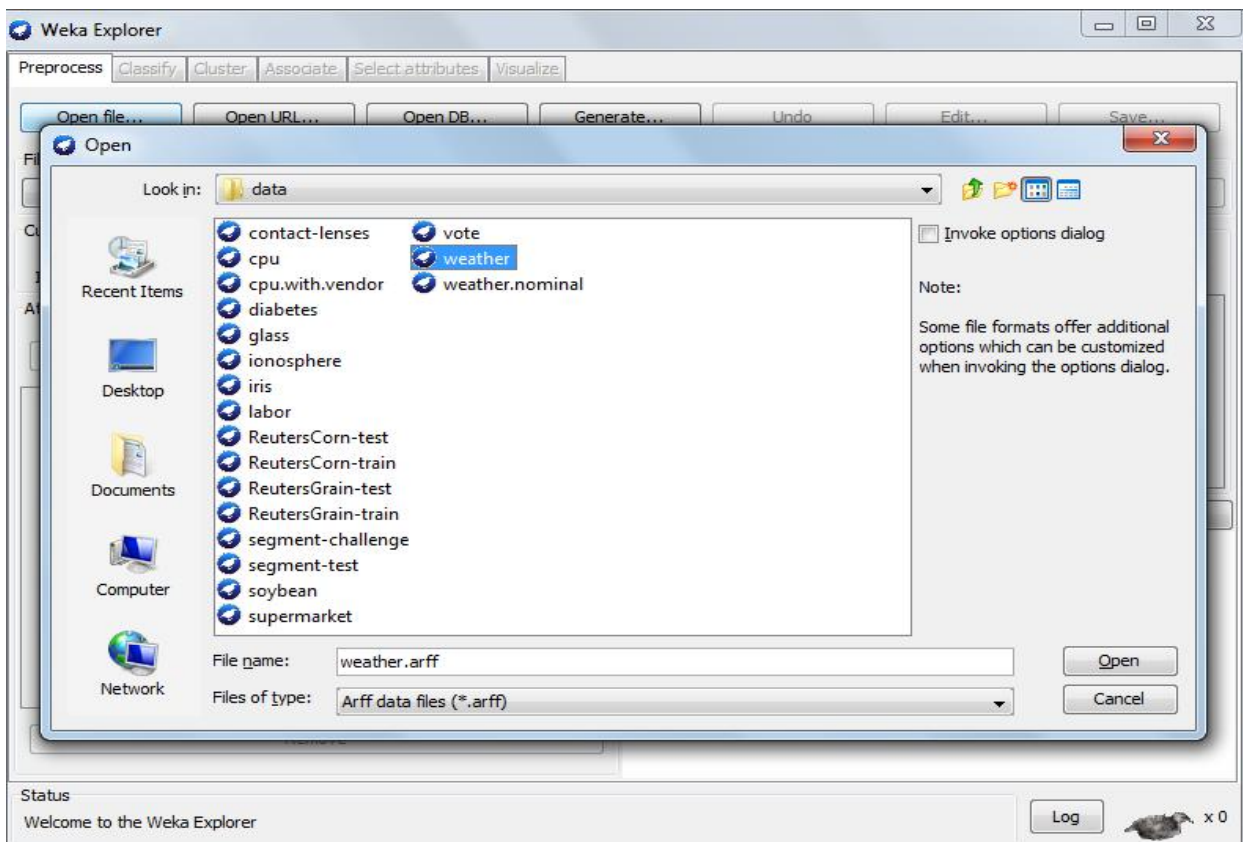 Weka Explorer
Preprocess Classify Cluster Associate Select attributes Visualize
Open file... Open URL... Open DB... Generate... Undo Edit... Save...
Open
Look in: data
Recent Items
Desktop
Documents
Computer
Network
contact-lenses
cpu
cpu.with.vendor
diabetes
glass
ionosphere
iris
labor
ReutersCorn-test
ReutersCorn-train
ReutersGrain-test
ReutersGrain-train
segment-challenge
segment-test
soybean
supermarket
vote
weather
weather.nominal
Invoke options dialog
Note:
Some file formats offer additional
options which can be customized
when invoking the options dialog.
File name: weather.arff
Open
Files of type: Arff data files (*.arff)
Cancel
Status
Welcome to the Weka Explorer
Log
x 0